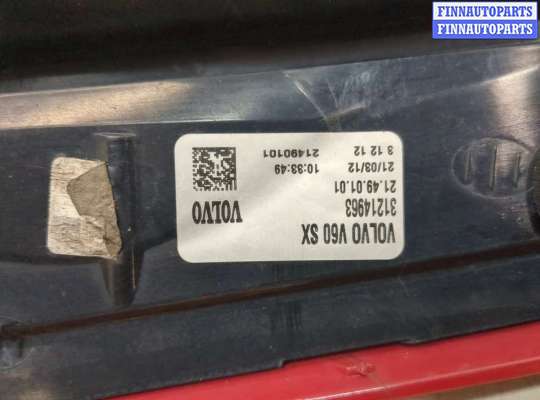 FINNAUTOPARTS
FINNAUTOPARTS
VOLVO V60 SX
31214963
21.49.01.01
21/03/12
3 12 12
VOLVO
10:33:49
21490101